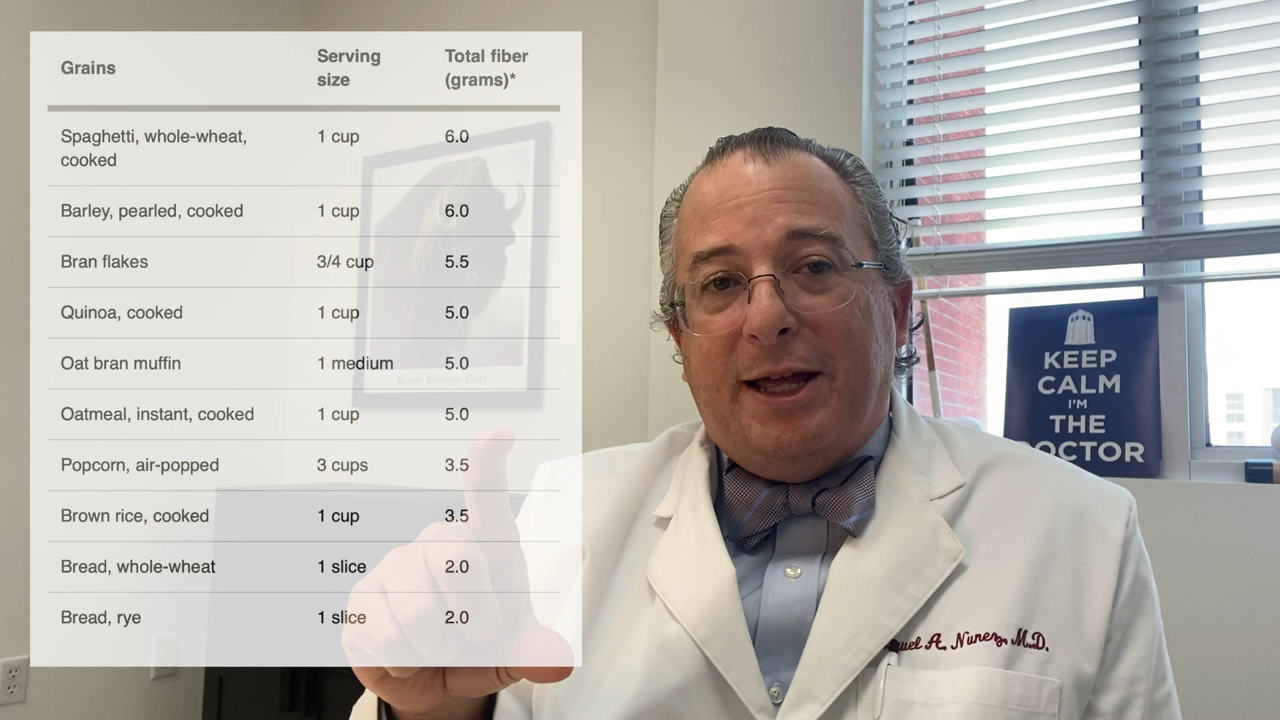 Grains Serving size Total fiber (grams)*
Spaghetti, whole-wheat, cooked 1 cup 6.0
Barley, pearled, cooked 1 cup 6.0
Bran flakes 3/4 cup 5.5
Quinoa, cooked 1 cup 5.0
Oat bran muffin 1 medium 5.0
Oatmeal, instant, cooked 1 cup 5.0
Popcorn, air-popped 3 cups 3.5
Brown rice, cooked 1 cup 3.5
Bread, whole-wheat 1 slice 2.0
Bread, rye 1 slice 2.0
KEEP
CALM
I'M
THE
OCTOR
A. Nunez, M.D.